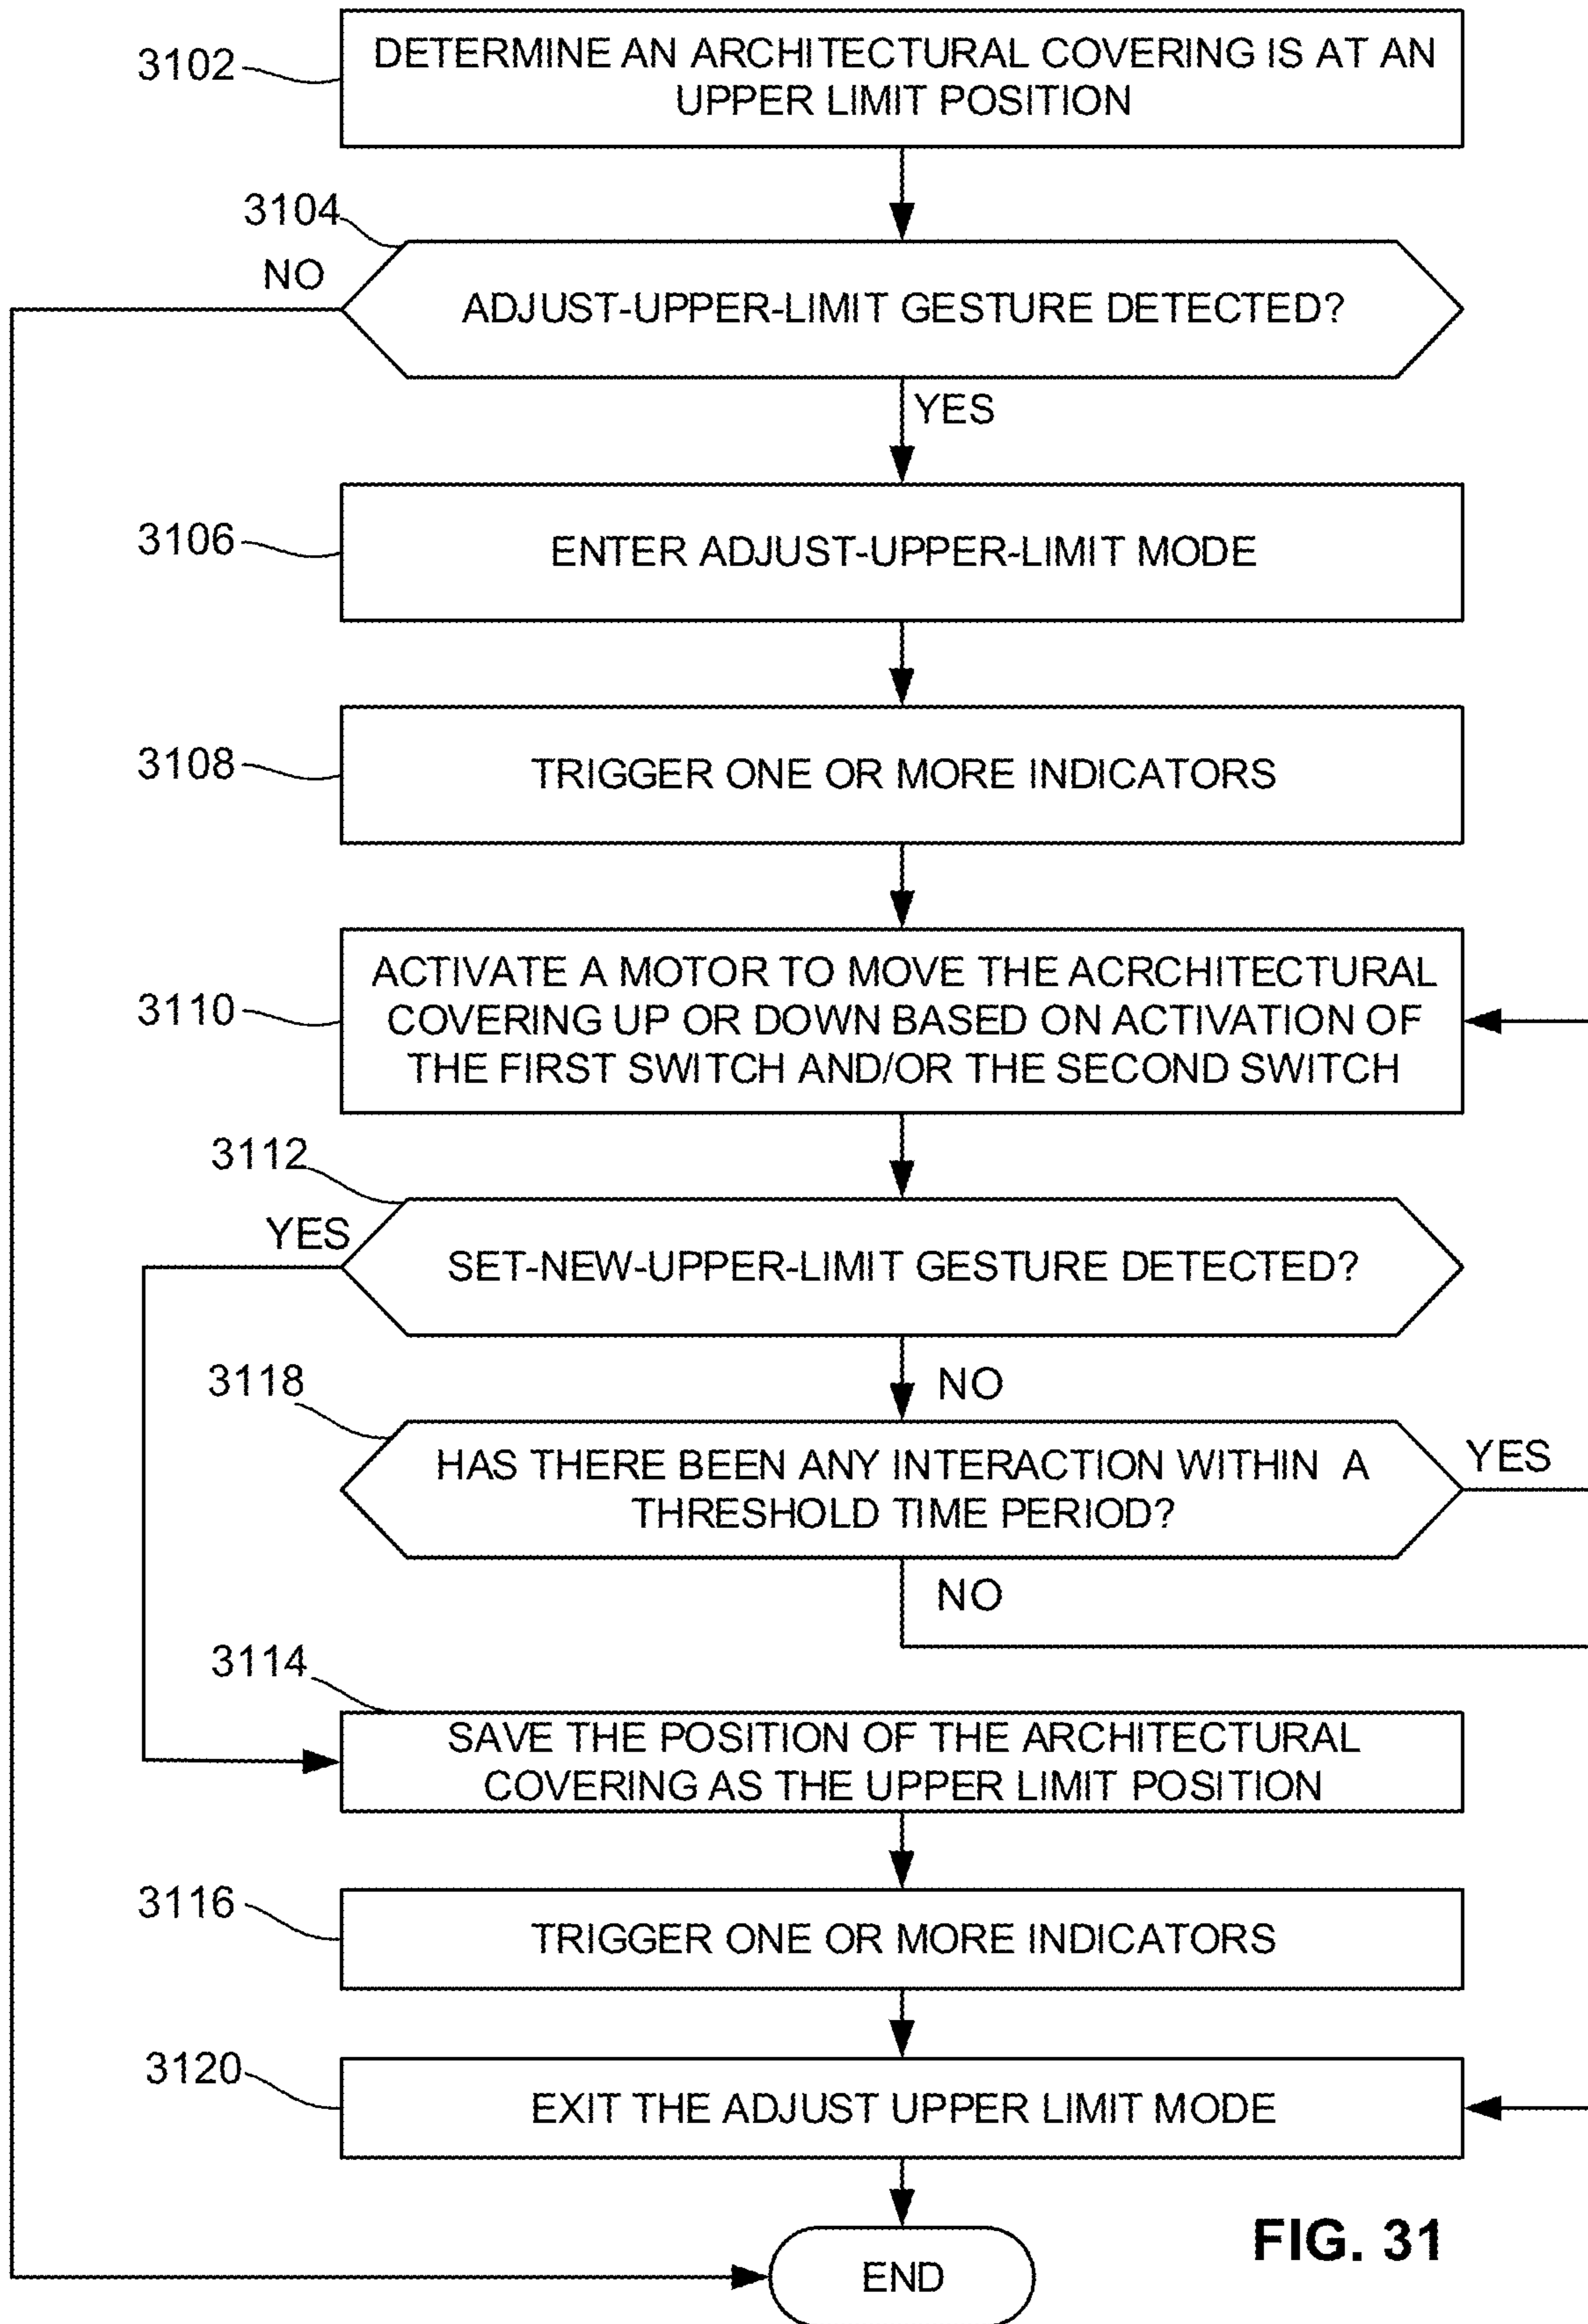 3102
DETERMINE AN ARCHITECTURAL COVERING IS AT AN
UPPER LIMIT POSITION
3104
NO
ADJUST-UPPER-LIMIT GESTURE DETECTED?
YES
3106
ENTER ADJUST-UPPER-LIMIT MODE
3108
TRIGGER ONE OR MORE INDICATORS
3110
ACTIVATE A MOTOR TO MOVE THE ACRCHITECTURAL
COVERING UP OR DOWN BASED ON ACTIVATION OF
THE FIRST SWITCH AND/OR THE SECOND SWITCH
3112
YES
SET-NEW-UPPER-LIMIT GESTURE DETECTED?
NO
3118
HAS THERE BEEN ANY INTERACTION WITHIN A
THRESHOLD TIME PERIOD?
YES
NO
3114
SAVE THE POSITION OF THE ARCHITECTURAL
COVERING AS THE UPPER LIMIT POSITION
3116
TRIGGER ONE OR MORE INDICATORS
3120
EXIT THE ADJUST UPPER LIMIT MODE
END
FIG. 31